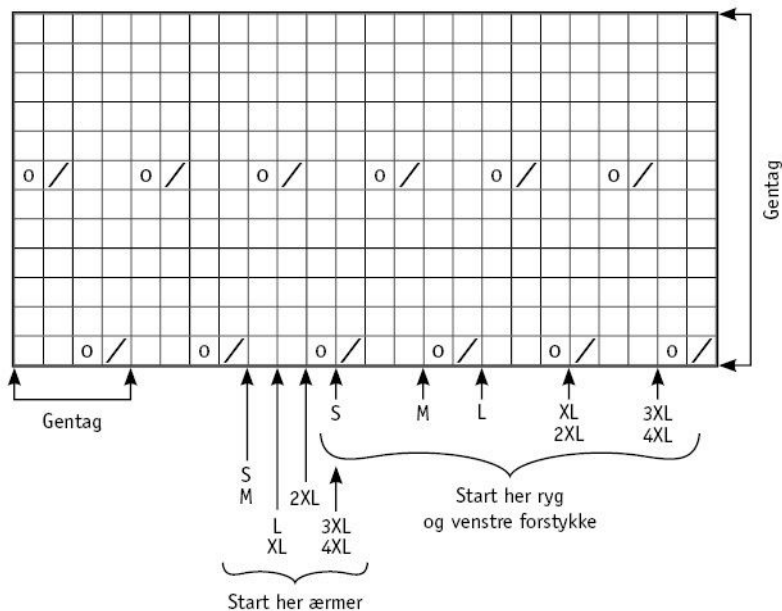 o / o / o / o / o / o /
o / o / o / o / o / o /
Gentag
Gentag
S M L XL 3XL
2XL 4XL
S 2XL
M
L 3XL
XL 4XL
Start her ryg
og venstre forstykke
Start her ærmer